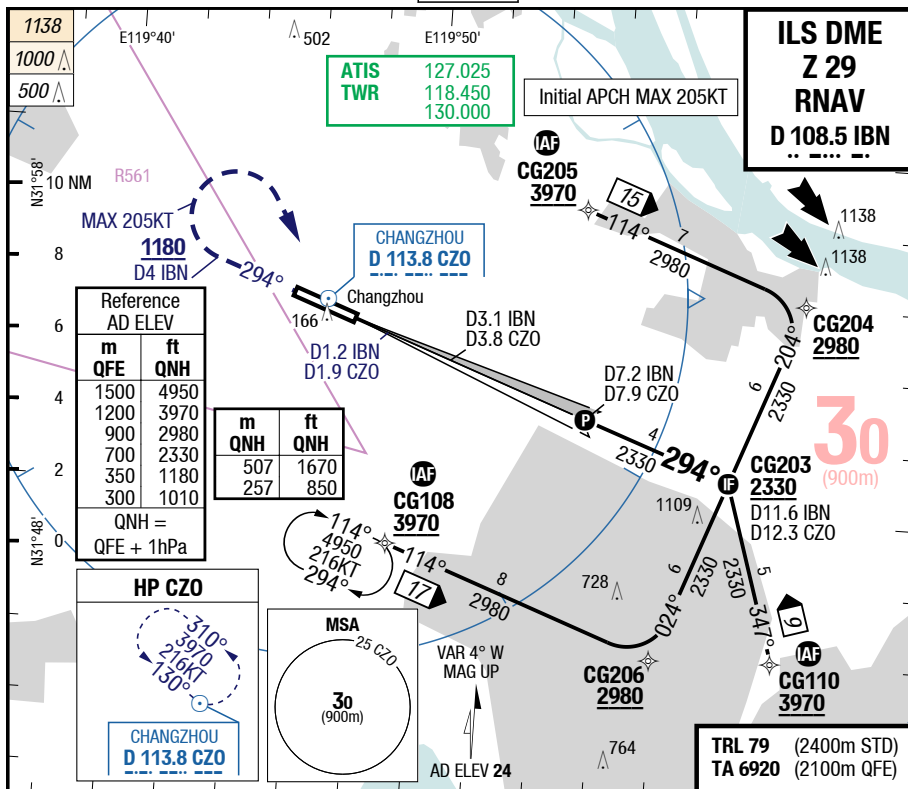 1138
1000
500
E119°40'
502
E119°50'
ATIS 127.025
TWR 118.450
130.000
Initial APCH MAX 205KT
ILS DME
Z 29
RNAV
D 108.5 IBN
N31°58'
10 NM
R561
IAF
CG205
3970
15
114°
7
2980
1138
1138
MAX 205KT
1180
D4 IBN
294°
CHANGZHOU
D 113.8 CZO
Changzhou
166
8
6
4
2
0
D1.2 IBN
D1.9 CZO
D3.1 IBN
D3.8 CZO
D7.2 IBN
D7.9 CZO
CG204
2980
204°
6
2330
Reference
AD ELEV
m ft
QFE QNH
1500 4950
1200 3970
900 2980
700 2330
350 1180
300 1010
QNH =
QFE + 1hPa
m ft
QNH QNH
507 1670
257 850
P
4
2330
294°
IF
CG203
2330
D11.6 IBN
D12.3 CZO
30
(900m)
N31°48'
IAF
CG108
3970
114°
4950
216KT
294°
114°
17
8
2980
1109
728
6
2330
024°
5
2330
347°
9
IAF
CG110
3970
CG206
2980
HP CZO
310°
3970
216KT
130°
CHANGZHOU
D 113.8 CZO
MSA
25 CZO
30
(900m)
VAR 4° W
MAG UP
AD ELEV 24
764
TRL 79 (2400m STD)
TA 6920 (2100m QFE)